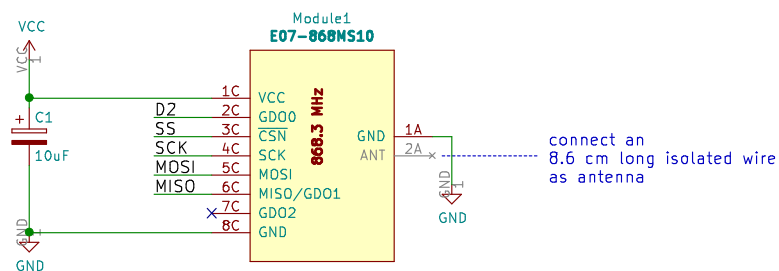 Module1
E07-868MS10
VCC
VCC
1
1C
VCC
D2
2C
GDO0
SS
3C
CSN
SCK
4C
SCK
MOSI
5C
MOSI
MISO
6C
MISO/GDO1
7C
GDO2
8C
GND
868.3 MHz
GND
1A
ANT
2A
C1
10uF
+
GND
1
GND
GND
1
GND
connect an
8.6 cm long isolated wire
as antenna